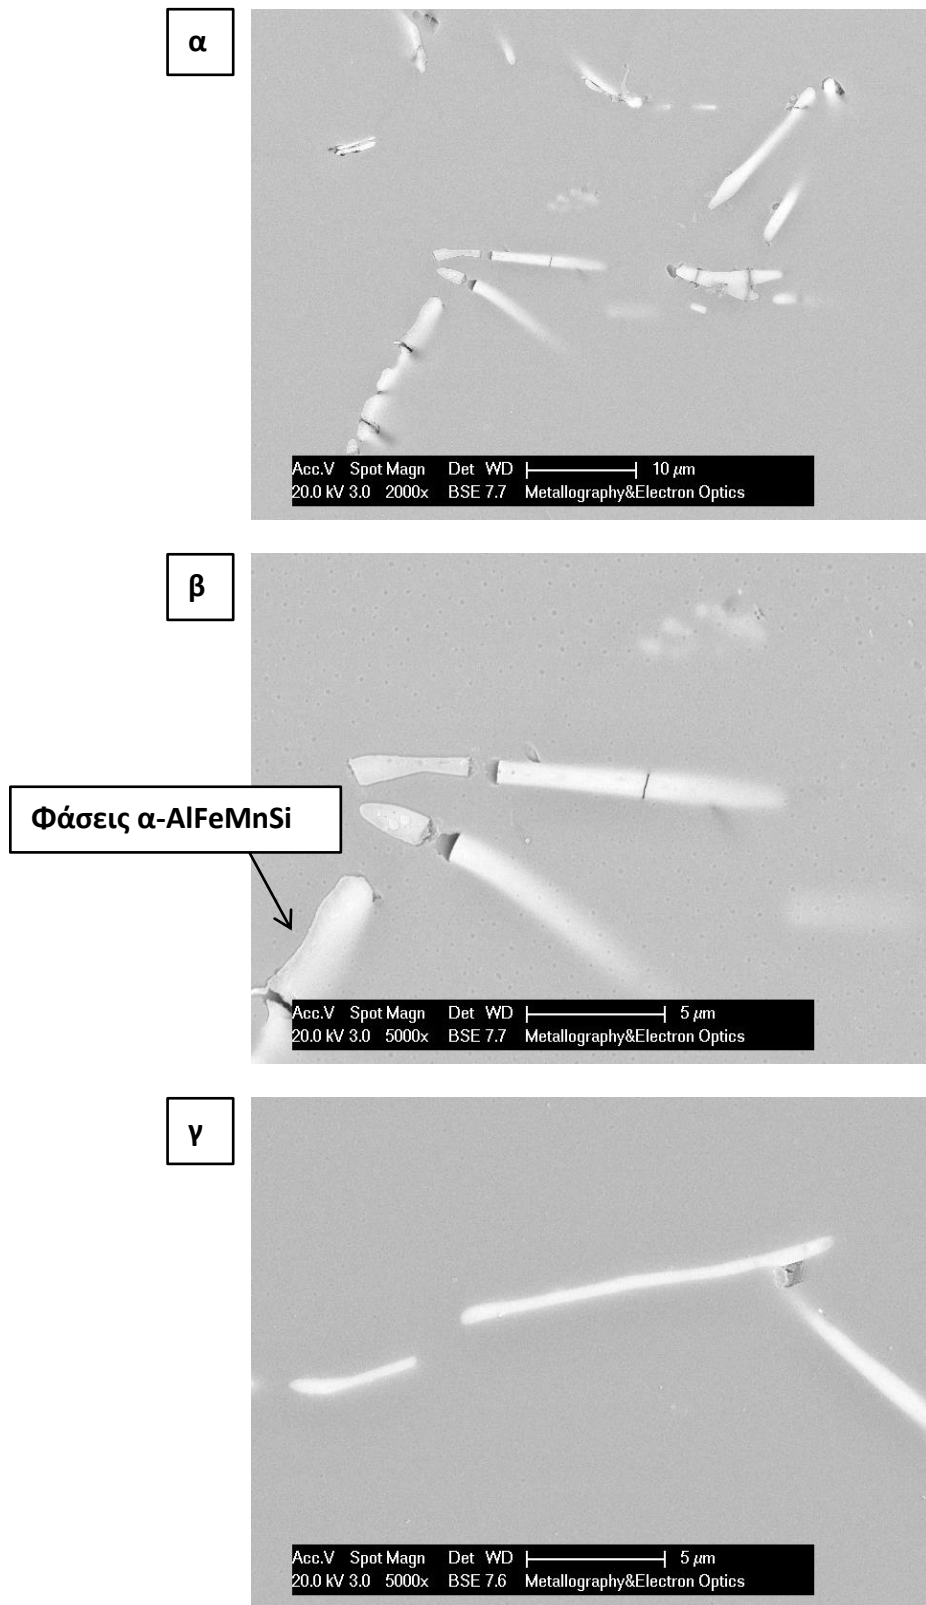 α
Acc.V Spot Magn Det WD 10 µm
20.0 kV 3.0 2000x BSE 7.7 Metallography&Electron Optics
β
Φάσεις α-AlFeMnSi
Acc.V Spot Magn Det WD 5 µm
20.0 kV 3.0 5000x BSE 7.7 Metallography&Electron Optics
γ
Acc.V Spot Magn Det WD 5 µm
20.0 kV 3.0 5000x BSE 7.6 Metallography&Electron Optics